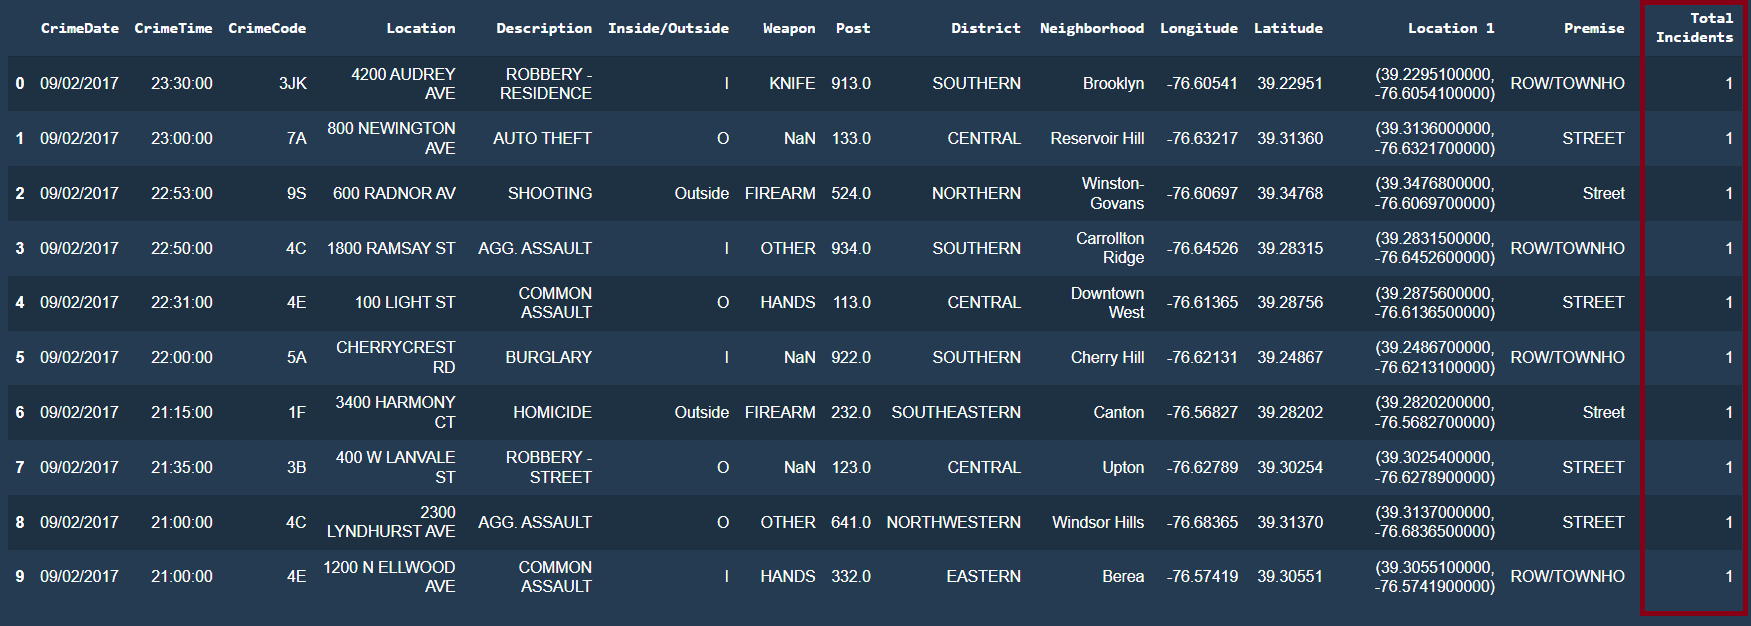 CrimeDate CrimeTime CrimeCode Location Description Inside/Outside Weapon Post District Neighborhood Longitude Latitude Location 1 Premise Total Incidents
0 09/02/2017 23:30:00 3JK 4200 AUDREY AVE ROBBERY - RESIDENCE I KNIFE 913.0 SOUTHERN Brooklyn -76.60541 39.22951 (39.2295100000, -76.6054100000) ROW/TOWNHO 1
1 09/02/2017 23:00:00 7A 800 NEWINGTON AVE AUTO THEFT O NaN 133.0 CENTRAL Reservoir Hill -76.63217 39.31360 (39.3136000000, -76.6321700000) STREET 1
2 09/02/2017 22:53:00 9S 600 RADNOR AV SHOOTING Outside FIREARM 524.0 NORTHERN Winston-Govans -76.60697 39.34768 (39.3476800000, -76.6069700000) Street 1
3 09/02/2017 22:50:00 4C 1800 RAMSAY ST AGG. ASSAULT I OTHER 934.0 SOUTHERN Carrollton Ridge -76.64526 39.28315 (39.2831500000, -76.6452600000) ROW/TOWNHO 1
4 09/02/2017 22:31:00 4E 100 LIGHT ST COMMON ASSAULT O HANDS 113.0 CENTRAL Downtown West -76.61365 39.28756 (39.2875600000, -76.6136500000) STREET 1
5 09/02/2017 22:00:00 5A CHERRYCREST RD BURGLARY I NaN 922.0 SOUTHERN Cherry Hill -76.62131 39.24867 (39.2486700000, -76.6213100000) ROW/TOWNHO 1
6 09/02/2017 21:15:00 1F 3400 HARMONY CT HOMICIDE Outside FIREARM 232.0 SOUTHEASTERN Canton -76.56827 39.28202 (39.2820200000, -76.5682700000) Street 1
7 09/02/2017 21:35:00 3B 400 W LANVALE ST ROBBERY - STREET O NaN 123.0 CENTRAL Upton -76.62789 39.30254 (39.3025400000, -76.6278900000) STREET 1
8 09/02/2017 21:00:00 4C 2300 LYNDHURST AVE AGG. ASSAULT O OTHER 641.0 NORTHWESTERN Windsor Hills -76.68365 39.31370 (39.3137000000, -76.6836500000) STREET 1
9 09/02/2017 21:00:00 4E 1200 N ELLWOOD AVE COMMON ASSAULT I HANDS 332.0 EASTERN Berea -76.57419 39.30551 (39.3055100000, -76.5741900000) ROW/TOWNHO 1